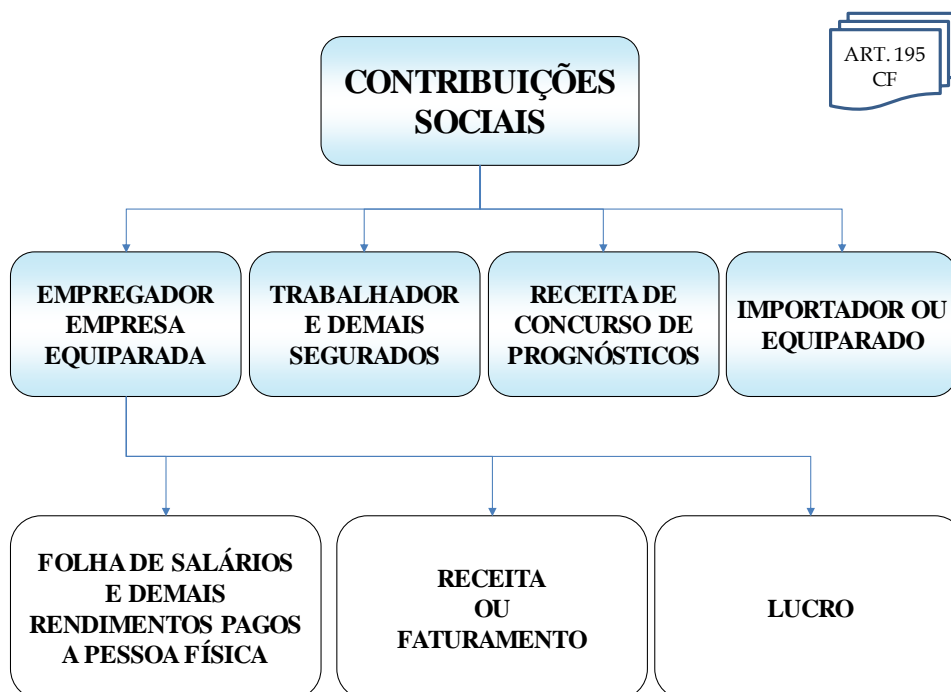 CONTRIBUIÇÕES
SOCIAIS
ART. 195
CF
EMPREGADOR
EMPRESA
EQUIPARADA
TRABALHADOR
E DEMAIS
SEGURADOS
RECEITA DE
CONCURSO DE
PROGNÓSTICOS
IMPORTADOR OU
EQUIPARADO
FOLHA DE SALÁRIOS
E DEMAIS
RENDIMENTOS PAGOS
A PESSOA FÍSICA
RECEITA
OU
FATURAMENTO
LUCRO